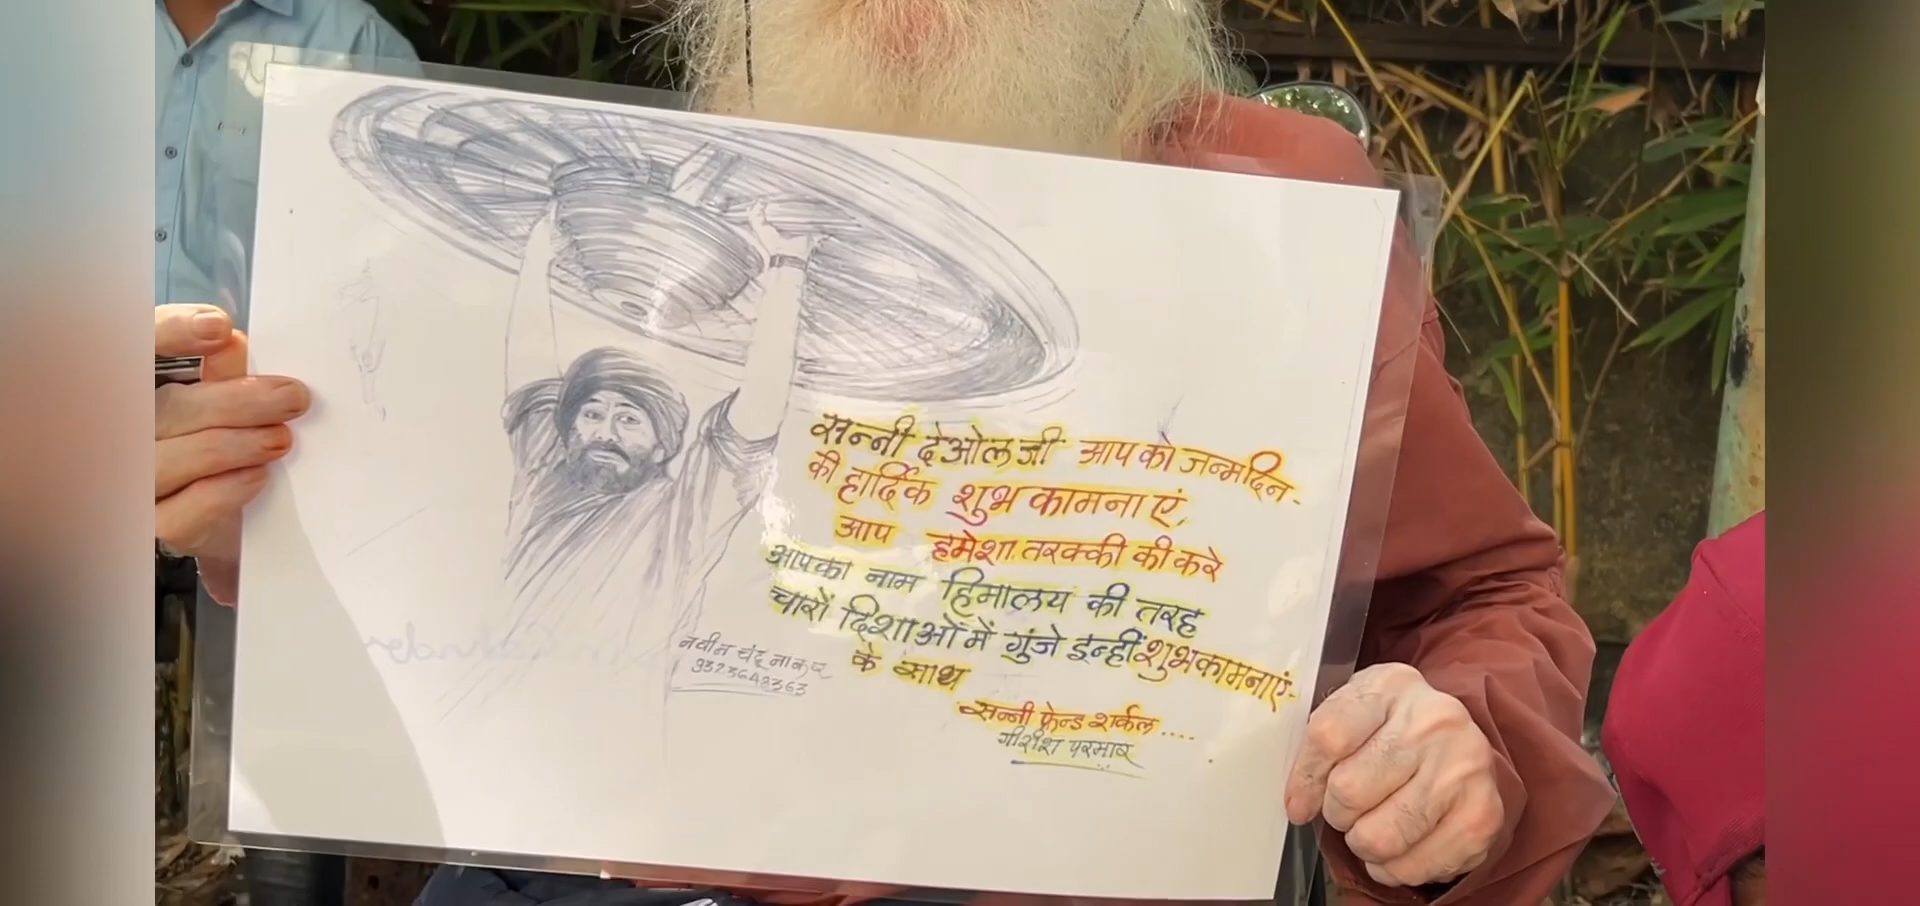 सन्नी देओल जी आप को जन्मदिन-
की हार्दिक शुभ कामनाएं,
आप हमेशा तरक्की की करे
आपका नाम हिमालय की तरह
चारों दिशाओं में गुंजे इन्हीं शुभकामनाएं-
के साथ
नवीन चंद्र
9323648363
सन्नी फ्रेन्ड शर्कल....
गीरीश परमार